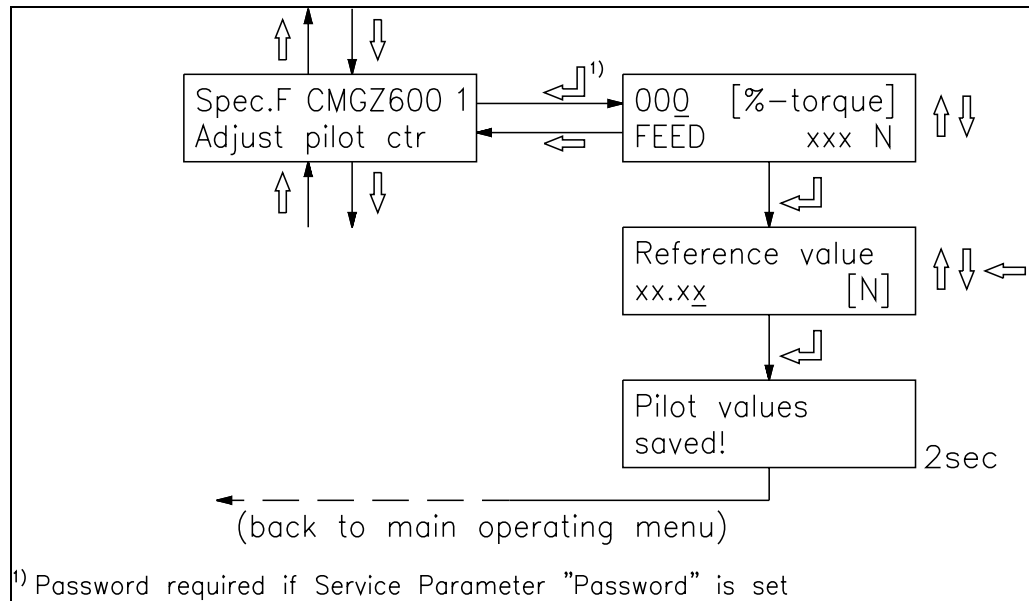 Spec.F CMGZ600 1
Adjust pilot ctr
1)
000 [%-torque]
FEED xxx N
Reference value
xx.xx [N]
Pilot values
saved!
2sec
(back to main operating menu)
1) Password required if Service Parameter "Password" is set